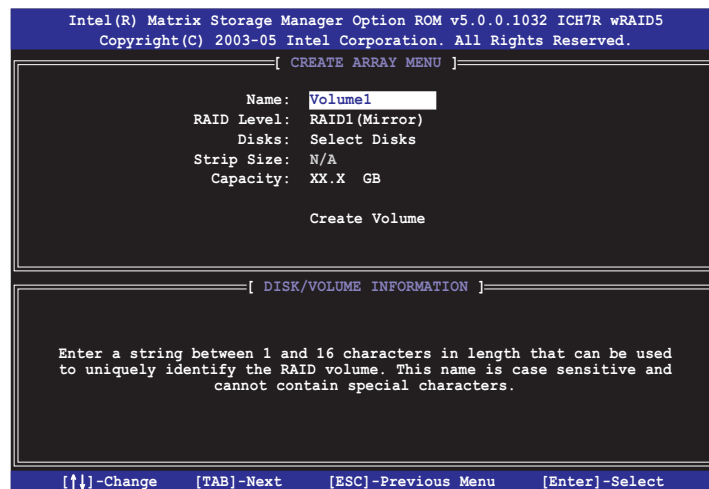 Intel(R) Matrix Storage Manager Option ROM v5.0.0.1032 ICH7R wRAID5
Copyright(C) 2003-05 Intel Corporation. All Rights Reserved.
[ CREATE ARRAY MENU ]
Name: Volume1
RAID Level: RAID1(Mirror)
Disks: Select Disks
Strip Size: N/A
Capacity: XX.X GB
Create Volume
[ DISK/VOLUME INFORMATION ]
Enter a string between 1 and 16 characters in length that can be used
to uniquely identify the RAID volume. This name is case sensitive and
cannot contain special characters.
[↑↓]-Change [TAB]-Next [ESC]-Previous Menu [Enter]-Select